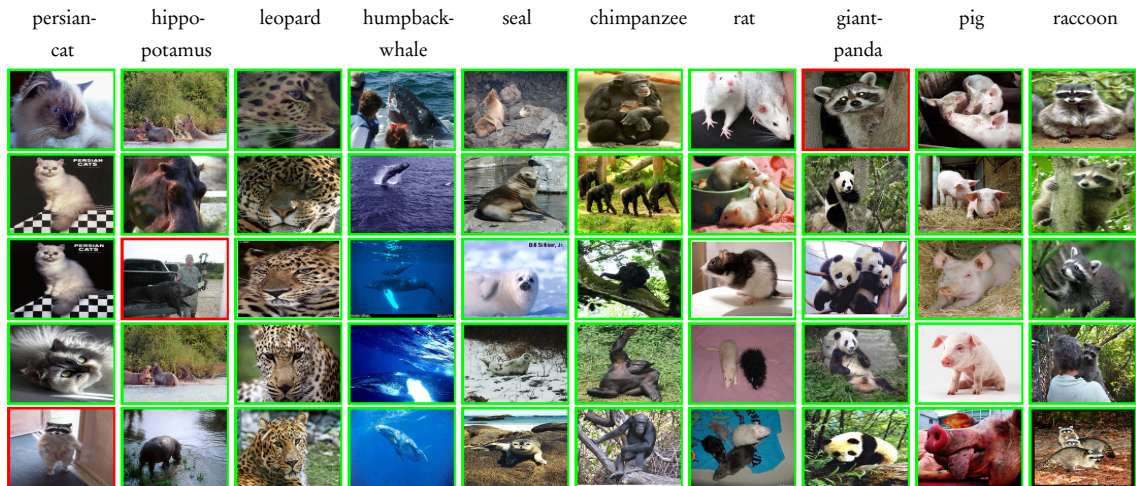 persian-
cat
hippo-
potamus
leopard
humpback-
whale
seal
chimpanzee
rat
giant-
panda
pig
raccoon
PERSIAN
CATS
PERSIAN
CATS
Bill Silliker, Jr.